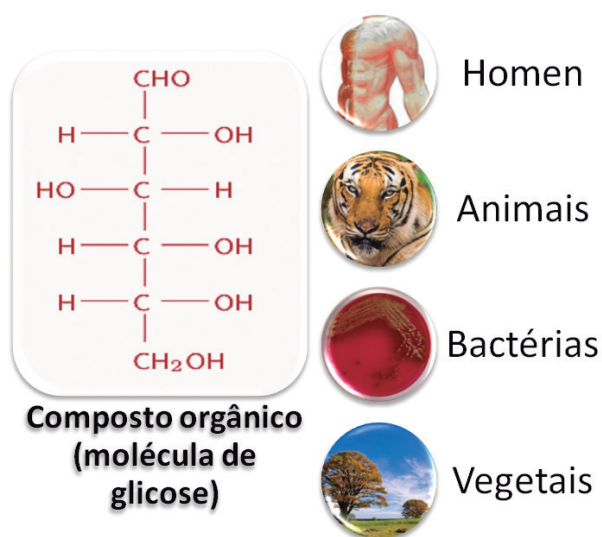 CHO
H C OH
HO C H
H C OH
H C OH
CH₂OH
Composto orgânico
(molécula de
glicose)
Homen
Animais
Bactérias
Vegetais